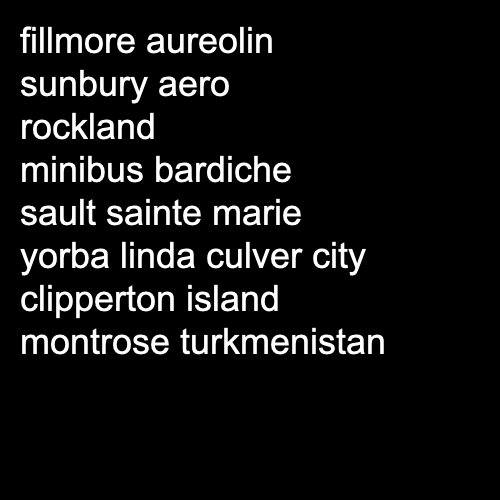 fillmore aureolin
sunbury aero
rockland
minibus bardiche
sault sainte marie
yorba linda culver city
clipperton island
montrose turkmenistan